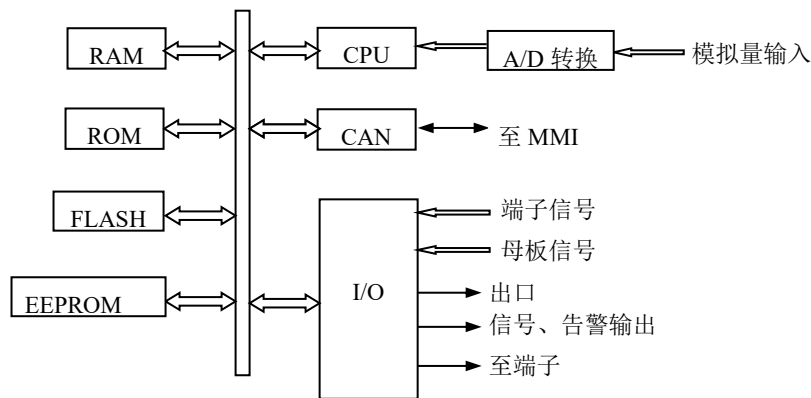 RAM
CPU
A/D 转换
模拟量输入
ROM
CAN
至 MMI
FLASH
端子信号
母板信号
EEPROM
I/O
出口
信号、告警输出
至端子